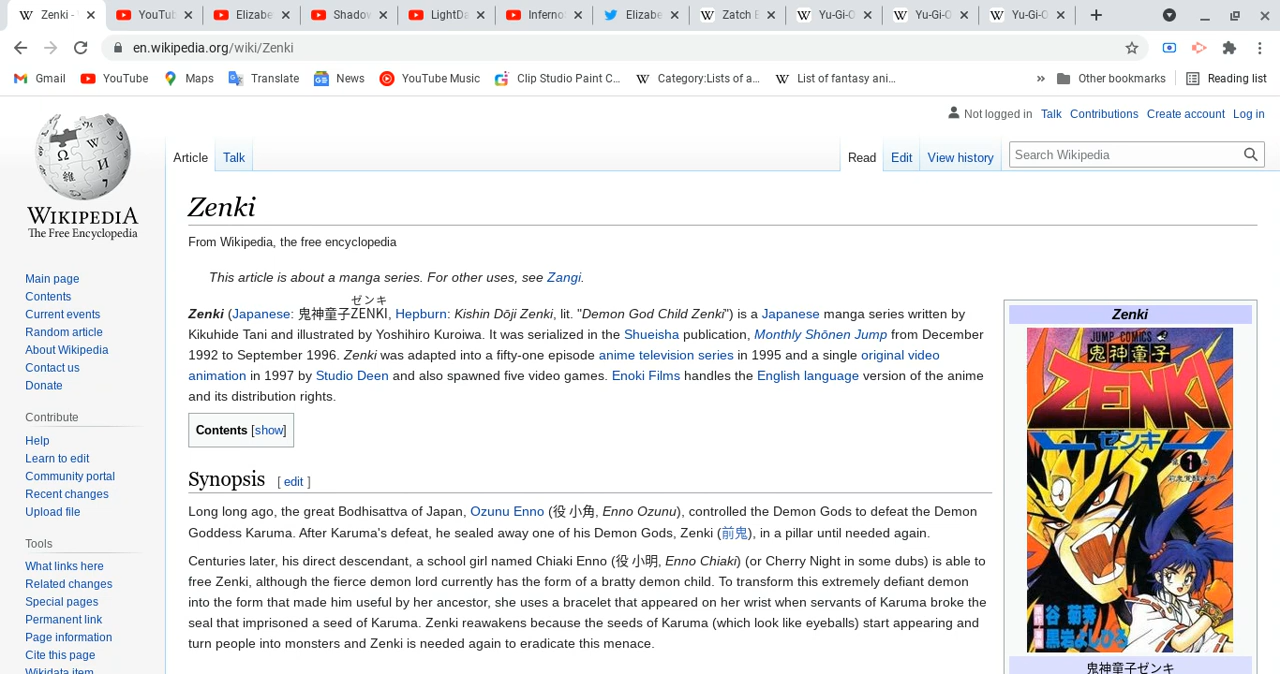 Zenki - 
YouTub
Elizabe
Shadow
LightDa
Inferno
Elizabe
Zatch B
Yu-Gi-O
Yu-Gi-O
Yu-Gi-O
en.wikipedia.org/wiki/Zenki
Gmail YouTube Maps Translate News YouTube Music Clip Studio Paint C... Category:Lists of a... List of fantasy ani... » Other bookmarks Reading list
Not logged in Talk Contributions Create account Log in
Article Talk Read Edit View history Search Wikipedia
WIKIPEDIA
The Free Encyclopedia
Main page
Contents
Current events
Random article
About Wikipedia
Contact us
Donate
Contribute
Help
Learn to edit
Community portal
Recent changes
Upload file
Tools
What links here
Related changes
Special pages
Permanent link
Page information
Cite this page
Wikidata item
Zenki
From Wikipedia, the free encyclopedia
This article is about a manga series. For other uses, see Zangi.
ゼンキ
Zenki (Japanese: 鬼神童子ZENKI, Hepburn: Kishin Dōji Zenki, lit. "Demon God Child Zenki") is a Japanese manga series written by
Kikuhide Tani and illustrated by Yoshihiro Kuroiwa. It was serialized in the Shueisha publication, Monthly Shōnen Jump from December
1992 to September 1996. Zenki was adapted into a fifty-one episode anime television series in 1995 and a single original video
animation in 1997 by Studio Deen and also spawned five video games. Enoki Films handles the English language version of the anime
and its distribution rights.
Contents [show]
Synopsis [ edit ]
Long long ago, the great Bodhisattva of Japan, Ozunu Enno (役 小角, Enno Ozunu), controlled the Demon Gods to defeat the Demon
Goddess Karuma. After Karuma's defeat, he sealed away one of his Demon Gods, Zenki (前鬼), in a pillar until needed again.
Centuries later, his direct descendant, a school girl named Chiaki Enno (役 小明, Enno Chiaki) (or Cherry Night in some dubs) is able to
free Zenki, although the fierce demon lord currently has the form of a bratty demon child. To transform this extremely defiant demon
into the form that made him useful by her ancestor, she uses a bracelet that appeared on her wrist when servants of Karuma broke the
seal that imprisoned a seed of Karuma. Zenki reawakens because the seeds of Karuma (which look like eyeballs) start appearing and
turn people into monsters and Zenki is needed again to eradicate this menace.
Zenki
JUMP COMICS
鬼神童子
ZENKI
ゼンキ
1
谷 菊秀
黒岩よしひろ
鬼神童子ゼンキ